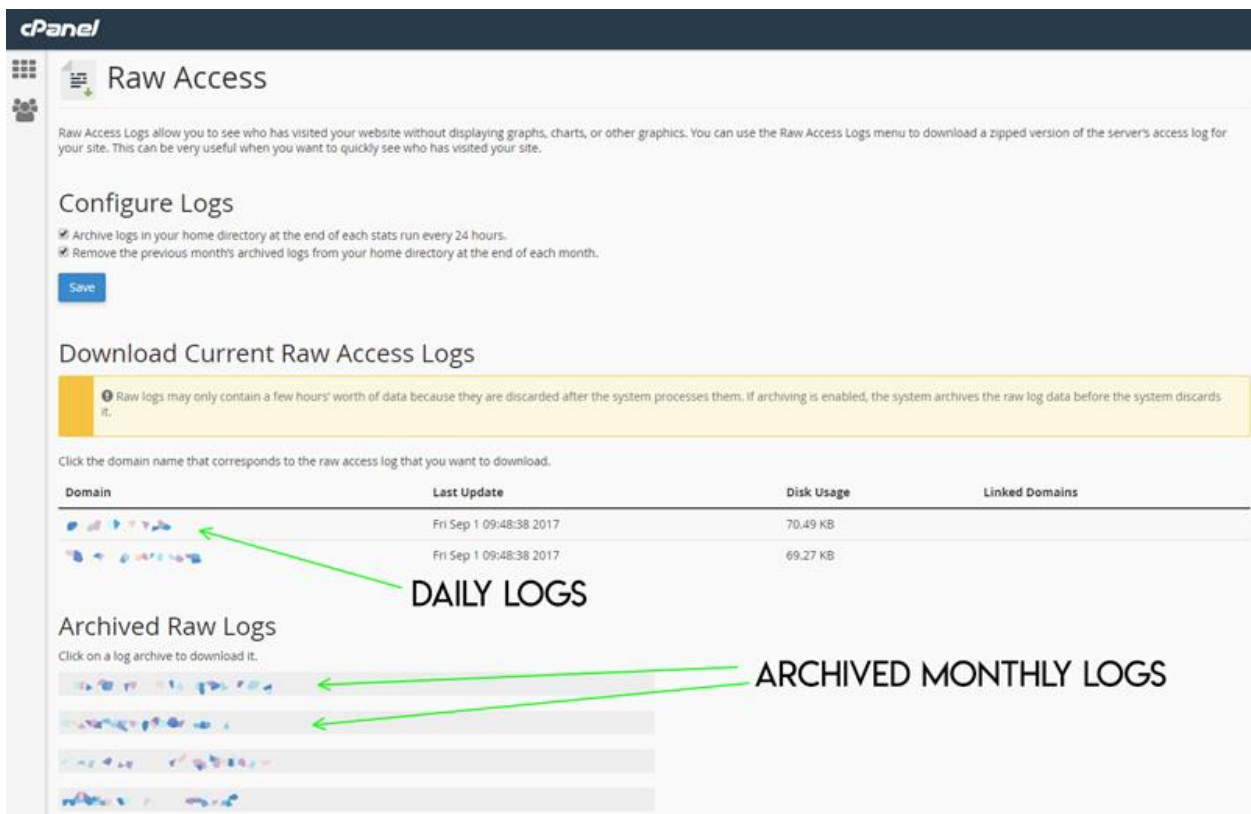 cPanel
Raw Access
Raw Access Logs allow you to see who has visited your website without displaying graphs, charts, or other graphics. You can use the Raw Access Logs menu to download a zipped version of the server's access log for
your site. This can be very useful when you want to quickly see who has visited your site.
Configure Logs
Archive logs in your home directory at the end of each stats run every 24 hours.
Remove the previous month's archived logs from your home directory at the end of each month.
Save
Download Current Raw Access Logs
Raw logs may only contain a few hours' worth of data because they are discarded after the system processes them. If archiving is enabled, the system archives the raw log data before the system discards
it.
Click the domain name that corresponds to the raw access log that you want to download.
Domain Last Update Disk Usage Linked Domains
Fri Sep 1 09:48:38 2017 70.49 KB
Fri Sep 1 09:48:38 2017 69.27 KB
DAILY LOGS
Archived Raw Logs
Click on a log archive to download it.
ARCHIVED MONTHLY LOGS